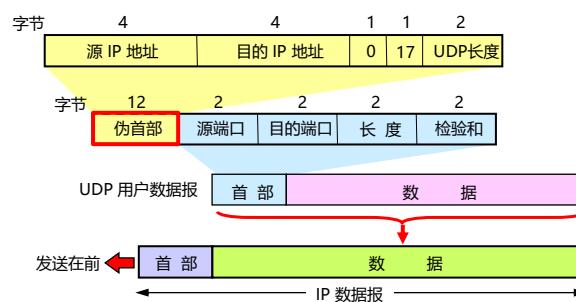 字节 4 4 1 1 2
源 IP 地址 目的 IP 地址 0 17 UDP长度
字节 12 2 2 2 2
伪首部 源端口 目的端口 长 度 检验和
UDP 用户数据报 首 部 数 据
发送在前 首 部 数 据
IP 数据报